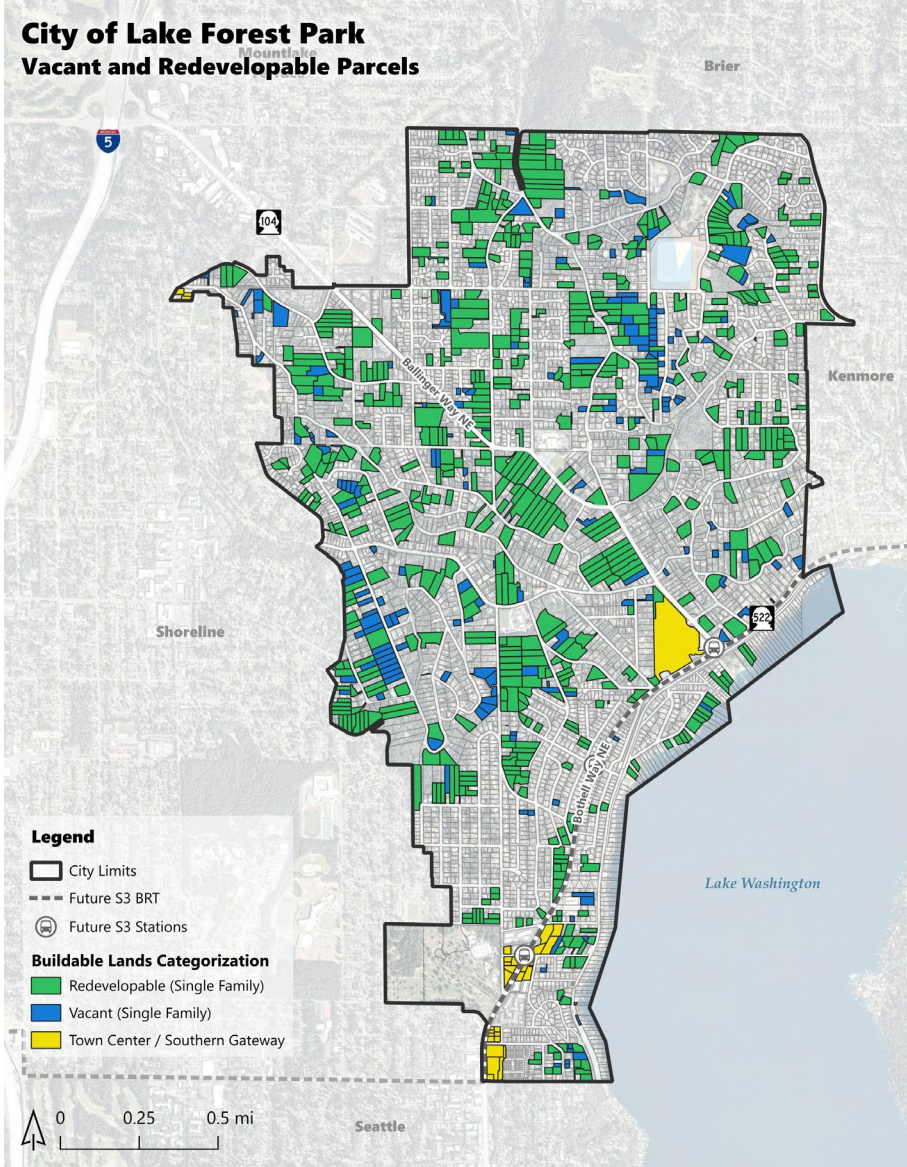 City of Lake Forest Park
Vacant and Redevelopable Parcels
Mountlake
Brier
5
104
Ballinger Way NE
Kenmore
Shoreline
522
Bothell Way NE
Lake Washington
Legend
City Limits
Future S3 BRT
Future S3 Stations
Buildable Lands Categorization
Redevelopable (Single Family)
Vacant (Single Family)
Town Center / Southern Gateway
0 0.25 0.5 mi
Seattle